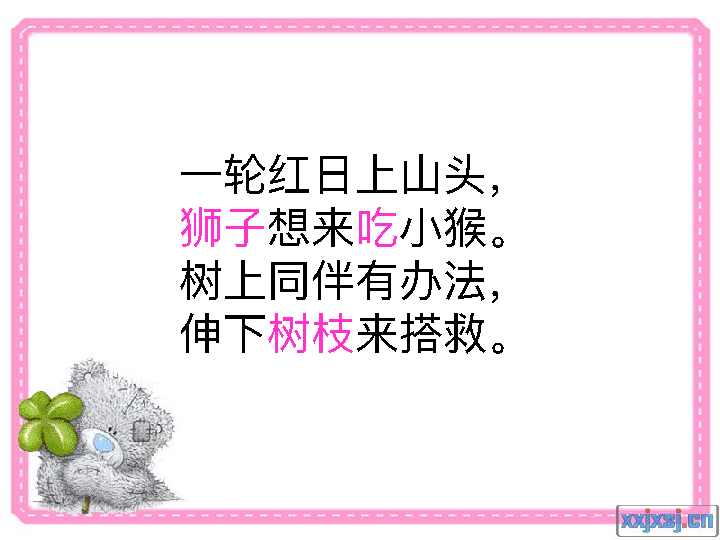 一轮红日上山头，
狮子想来吃小猴。
树上同伴有办法，
伸下树枝来搭救。
xxjxsj.cn